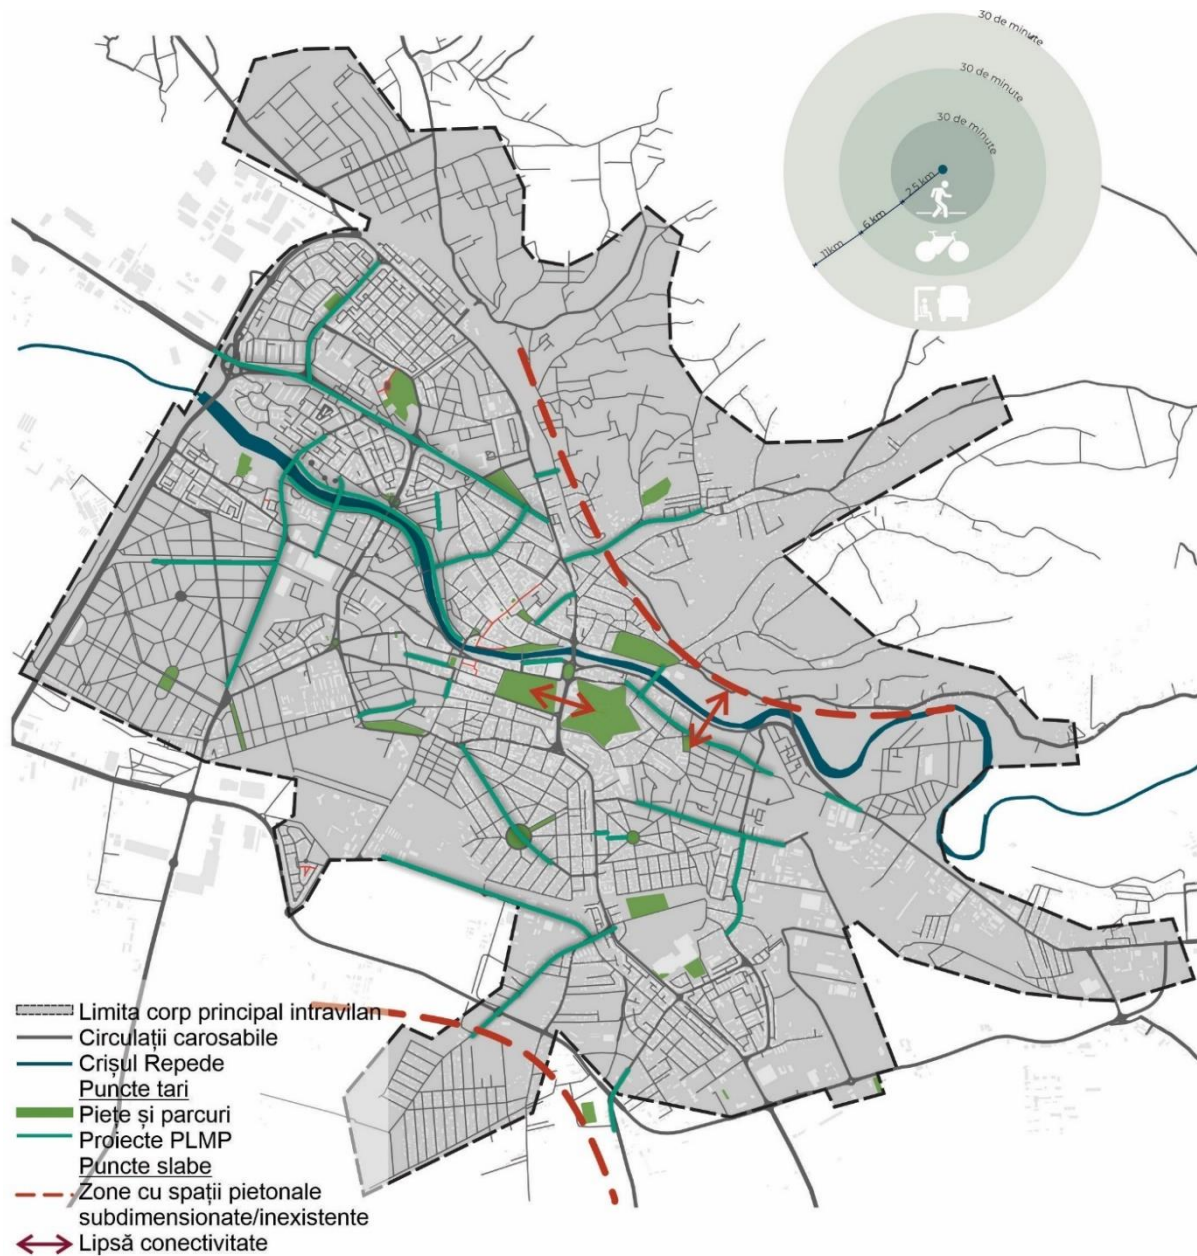 30 de minute
30 de minute
30 de minute
2,5 km
6 km
11km
Limita corp principal intravilan
Circulații carosabile
Crișul Repede
Puncte tari
Piețe și parcuri
Proiecte PLMP
Puncte slabe
Zone cu spații pietonale
subdimensionate/inexistente
Lipsă conectivitate